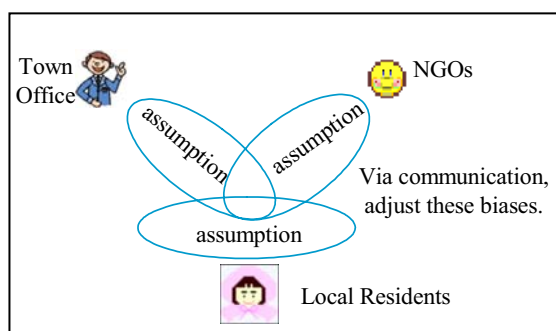 Town
Office
NGOs
assumption
assumption
Via communication,
adjust these biases.
assumption
Local Residents